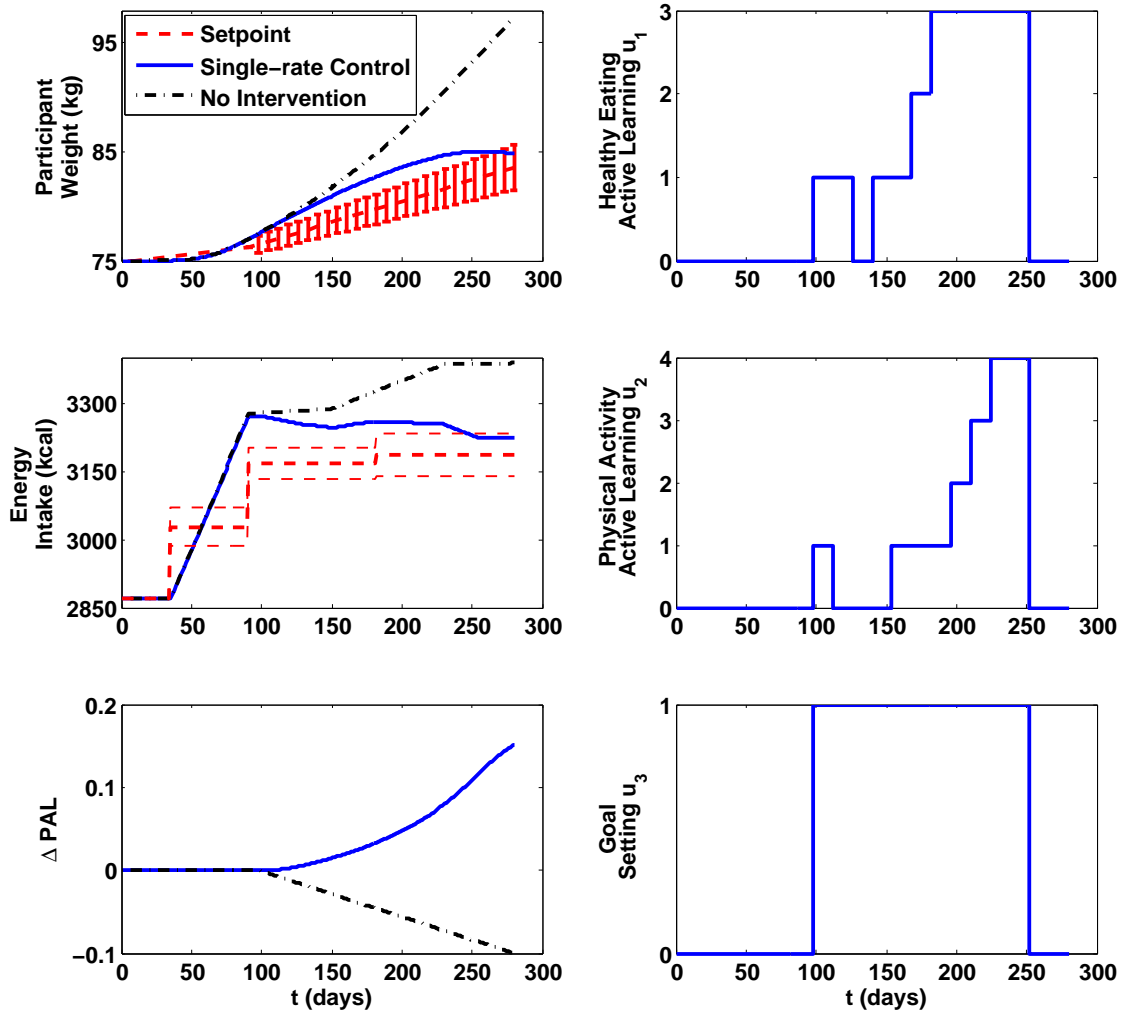 Setpoint
Single-rate Control
No Intervention
Participant
Weight (kg)
95
85
75
0 50 100 150 200 250 300
Healthy Eating
Active Learning u_1
3
2
1
0
0 50 100 150 200 250 300
Energy
Intake (kcal)
3300
3150
3000
2850
0 50 100 150 200 250 300
Physical Activity
Active Learning u_2
4
3
2
1
0
0 50 100 150 200 250 300
Δ PAL
0.2
0.1
0
−0.1
0 50 100 150 200 250 300
t (days)
Goal
Setting u_3
1
0
0 50 100 150 200 250 300
t (days)